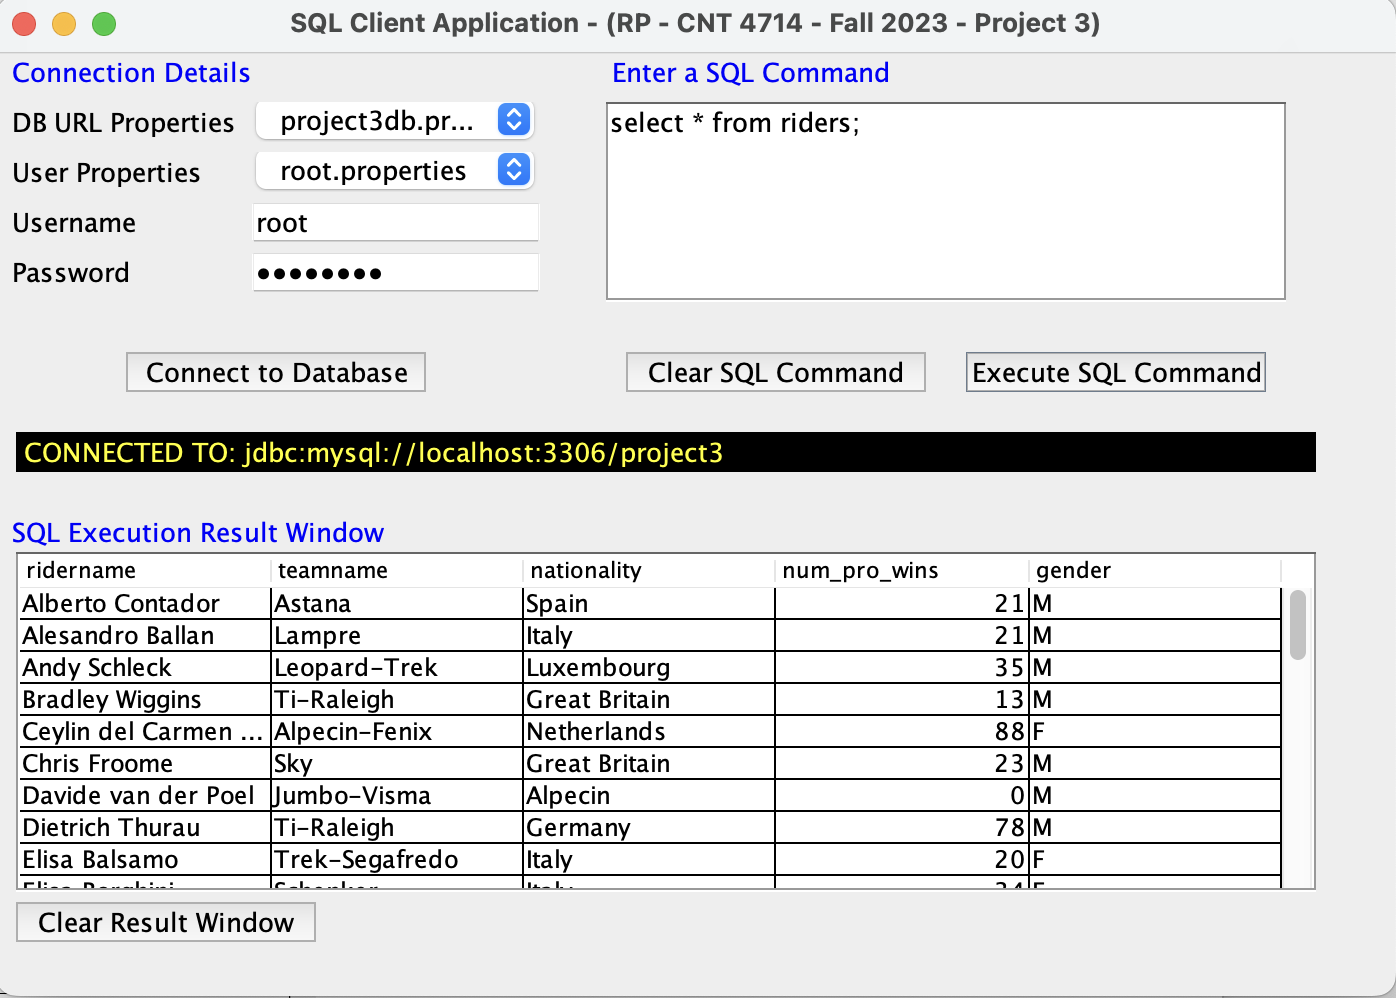 SQL Client Application - (RP - CNT 4714 - Fall 2023 - Project 3)
Connection Details
Enter a SQL Command
DB URL Properties project3db.pr...
select * from riders;
User Properties root.properties
Username root
Password ●●●●●●●●
Connect to Database
Clear SQL Command
Execute SQL Command
CONNECTED TO: jdbc:mysql://localhost:3306/project3
SQL Execution Result Window
ridername teamname nationality num_pro_wins gender
Alberto Contador Astana Spain 21 M
Alesandro Ballan Lampre Italy 21 M
Andy Schleck Leopard-Trek Luxembourg 35 M
Bradley Wiggins Ti-Raleigh Great Britain 13 M
Ceylin del Carmen ... Alpecin-Fenix Netherlands 88 F
Chris Froome Sky Great Britain 23 M
Davide van der Poel Jumbo-Visma Alpecin 0 M
Dietrich Thurau Ti-Raleigh Germany 78 M
Elisa Balsamo Trek-Segafredo Italy 20 F
Clear Result Window